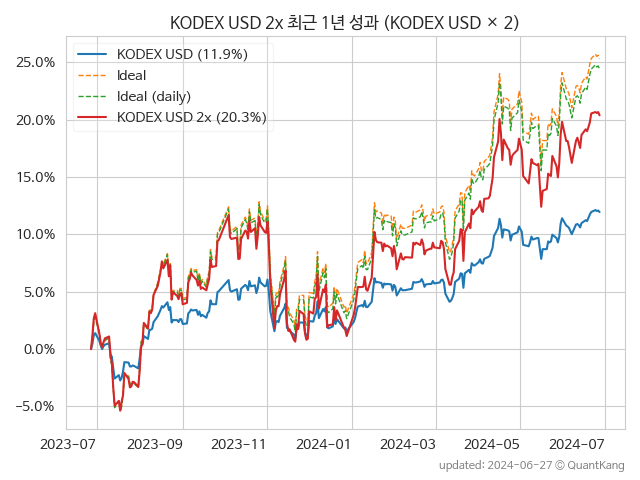 KODEX USD 2x 최근 1년 성과 (KODEX USD × 2)
KODEX USD (11.9%)
Ideal
Ideal (daily)
KODEX USD 2x (20.3%)
25.0%
20.0%
15.0%
10.0%
5.0%
0.0%
−5.0%
2023-07 2023-09 2023-11 2024-01 2024-03 2024-05 2024-07
updated: 2024-06-27 © QuantKang